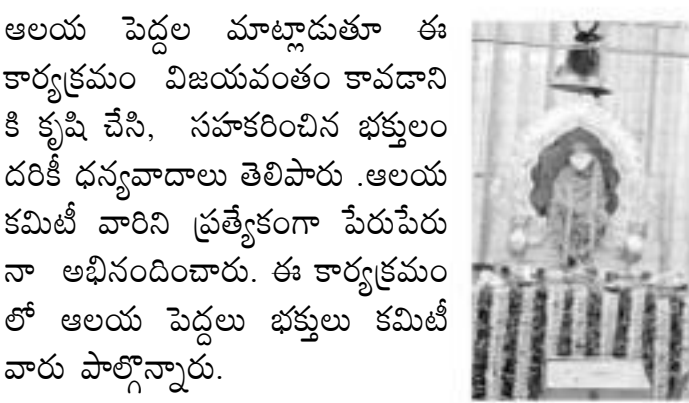 ఆలయ పెద్దల మాట్లాడుతూ ఈ
కార్యక్రమం విజయవంతం కావడాని
కి కృషి చేసి, సహకరించిన భక్తులం
దరికీ ధన్యవాదాలు తెలిపారు .ఆలయ
కమిటీ వారిని ప్రత్యేకంగా పేరుపేరు
నా అభినందించారు. ఈ కార్యక్రమం
లో ఆలయ పెద్దలు భక్తులు కమిటీ
వారు పాల్గొన్నారు.